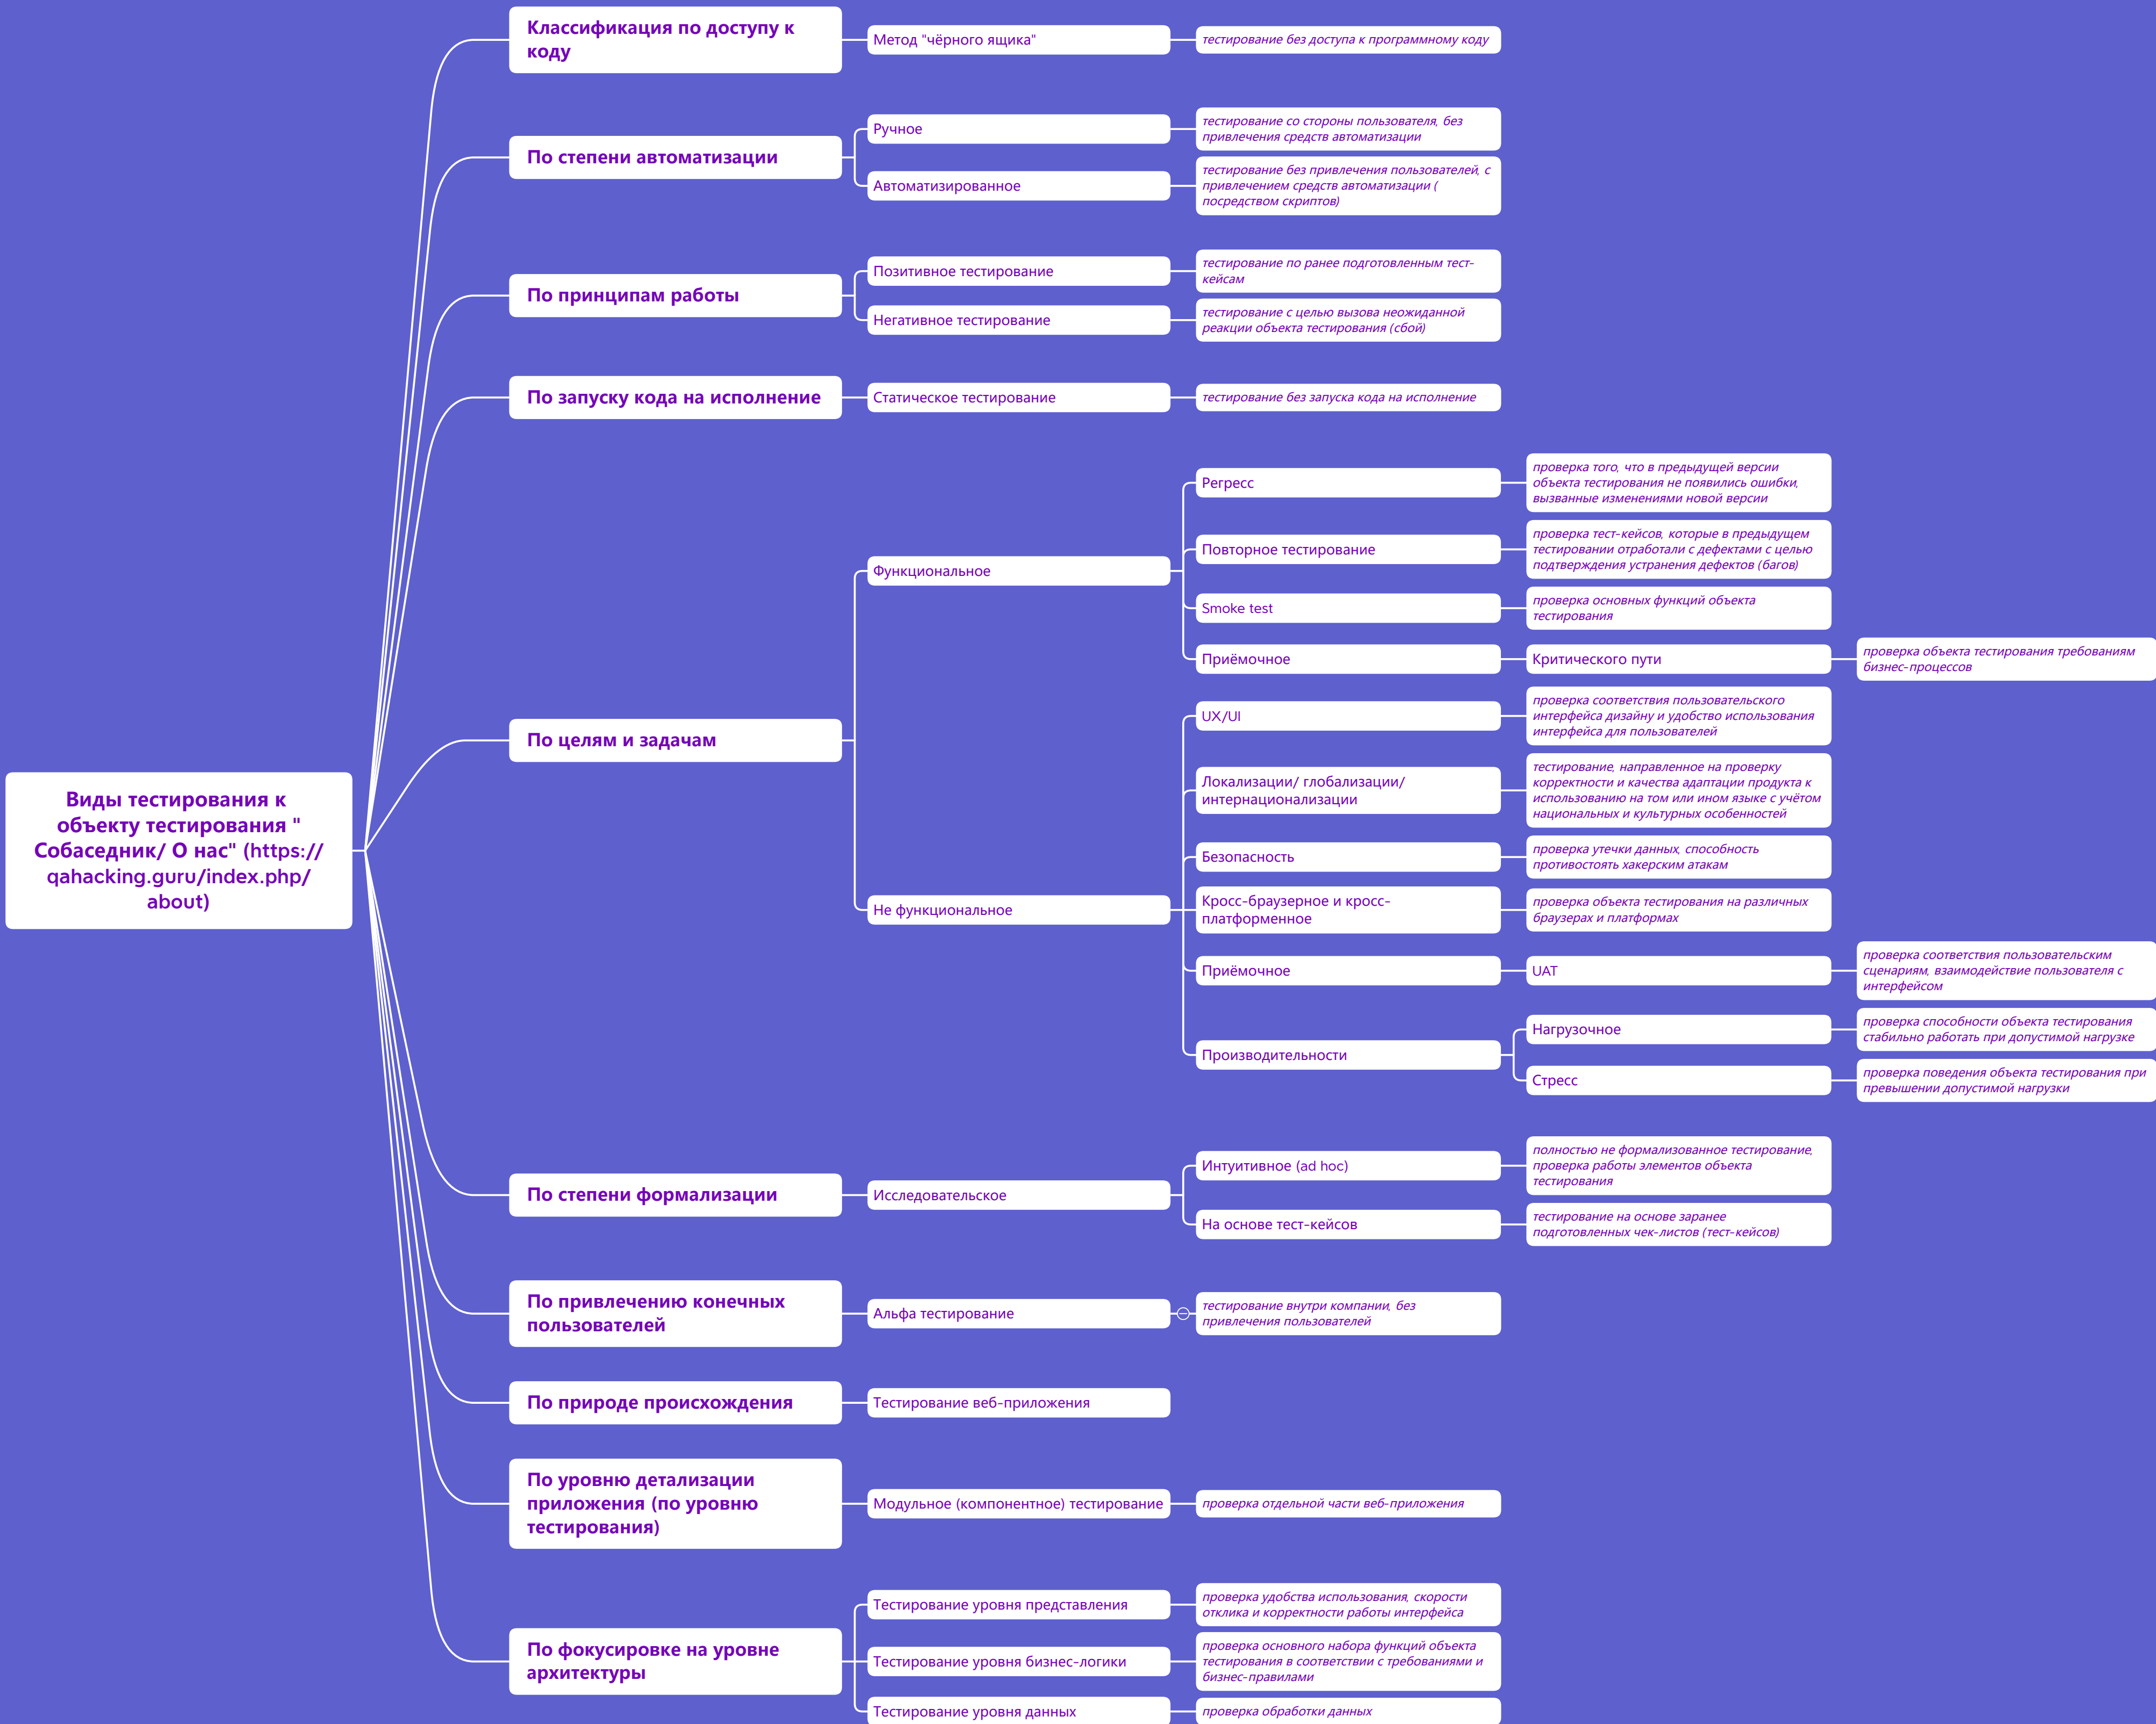 Классификация по доступу к
коду
Метод "чёрного ящика"
тестирование без доступа к программному коду
По степени автоматизации
Ручное
тестирование со стороны пользователя, без
привлечения средств автоматизации
Автоматизированное
тестирование без привлечения пользователей, с
привлечением средств автоматизации (
посредством скриптов)
По принципам работы
Позитивное тестирование
тестирование по ранее подготовленным тест-
кейсам
Негативное тестирование
тестирование с целью вызова неожиданной
реакции объекта тестирования (сбой)
По запуску кода на исполнение
Статическое тестирование
тестирование без запуска кода на исполнение
Виды тестирования к
объекту тестирования "
Собаседник/ О нас" (https://
qahacking.guru/index.php/
about)
По целям и задачам
Функциональное
Регресс
проверка того, что в предыдущей версии
объекта тестирования не появились ошибки,
вызванные изменениями новой версии
Повторное тестирование
проверка тест-кейсов, которые в предыдущем
тестировании отработали с дефектами с целью
подтверждения устранения дефектов (багов)
Smoke test
проверка основных функций объекта
тестирования
Приёмочное
Критического пути
проверка объекта тестирования требованиям
бизнес-процессов
Не функциональное
UX/UI
проверка соответствия пользовательского
интерфейса дизайну и удобство использования
интерфейса для пользователей
Локализации/ глобализации/
интернационализации
тестирование, направленное на проверку
корректности и качества адаптации продукта к
использованию на том или ином языке с учётом
национальных и культурных особенностей
Безопасность
проверка утечки данных, способность
противостоять хакерским атакам
Кросс-браузерное и кросс-
платформенное
проверка объекта тестирования на различных
браузерах и платформах
Приёмочное
UAT
проверка соответствия пользовательским
сценариям, взаимодействие пользователя с
интерфейсом
Производительности
Нагрузочное
проверка способности объекта тестирования
стабильно работать при допустимой нагрузке
Стресс
проверка поведения объекта тестирования при
превышении допустимой нагрузки
По степени формализации
Исследовательское
Интуитивное (ad hoc)
полностью не формализованное тестирование,
проверка работы элементов объекта
тестирования
На основе тест-кейсов
тестирование на основе заранее
подготовленных чек-листов (тест-кейсов)
По привлечению конечных
пользователей
Альфа тестирование
тестирование внутри компании, без
привлечения пользователей
По природе происхождения
Тестирование веб-приложения
По уровню детализации
приложения (по уровню
тестирования)
Модульное (компонентное) тестирование
проверка отдельной части веб-приложения
По фокусировке на уровне
архитектуры
Тестирование уровня представления
проверка удобства использования, скорости
отклика и корректности работы интерфейса
Тестирование уровня бизнес-логики
проверка основного набора функций объекта
тестирования в соответствии с требованиями и
бизнес-правилами
Тестирование уровня данных
проверка обработки данных